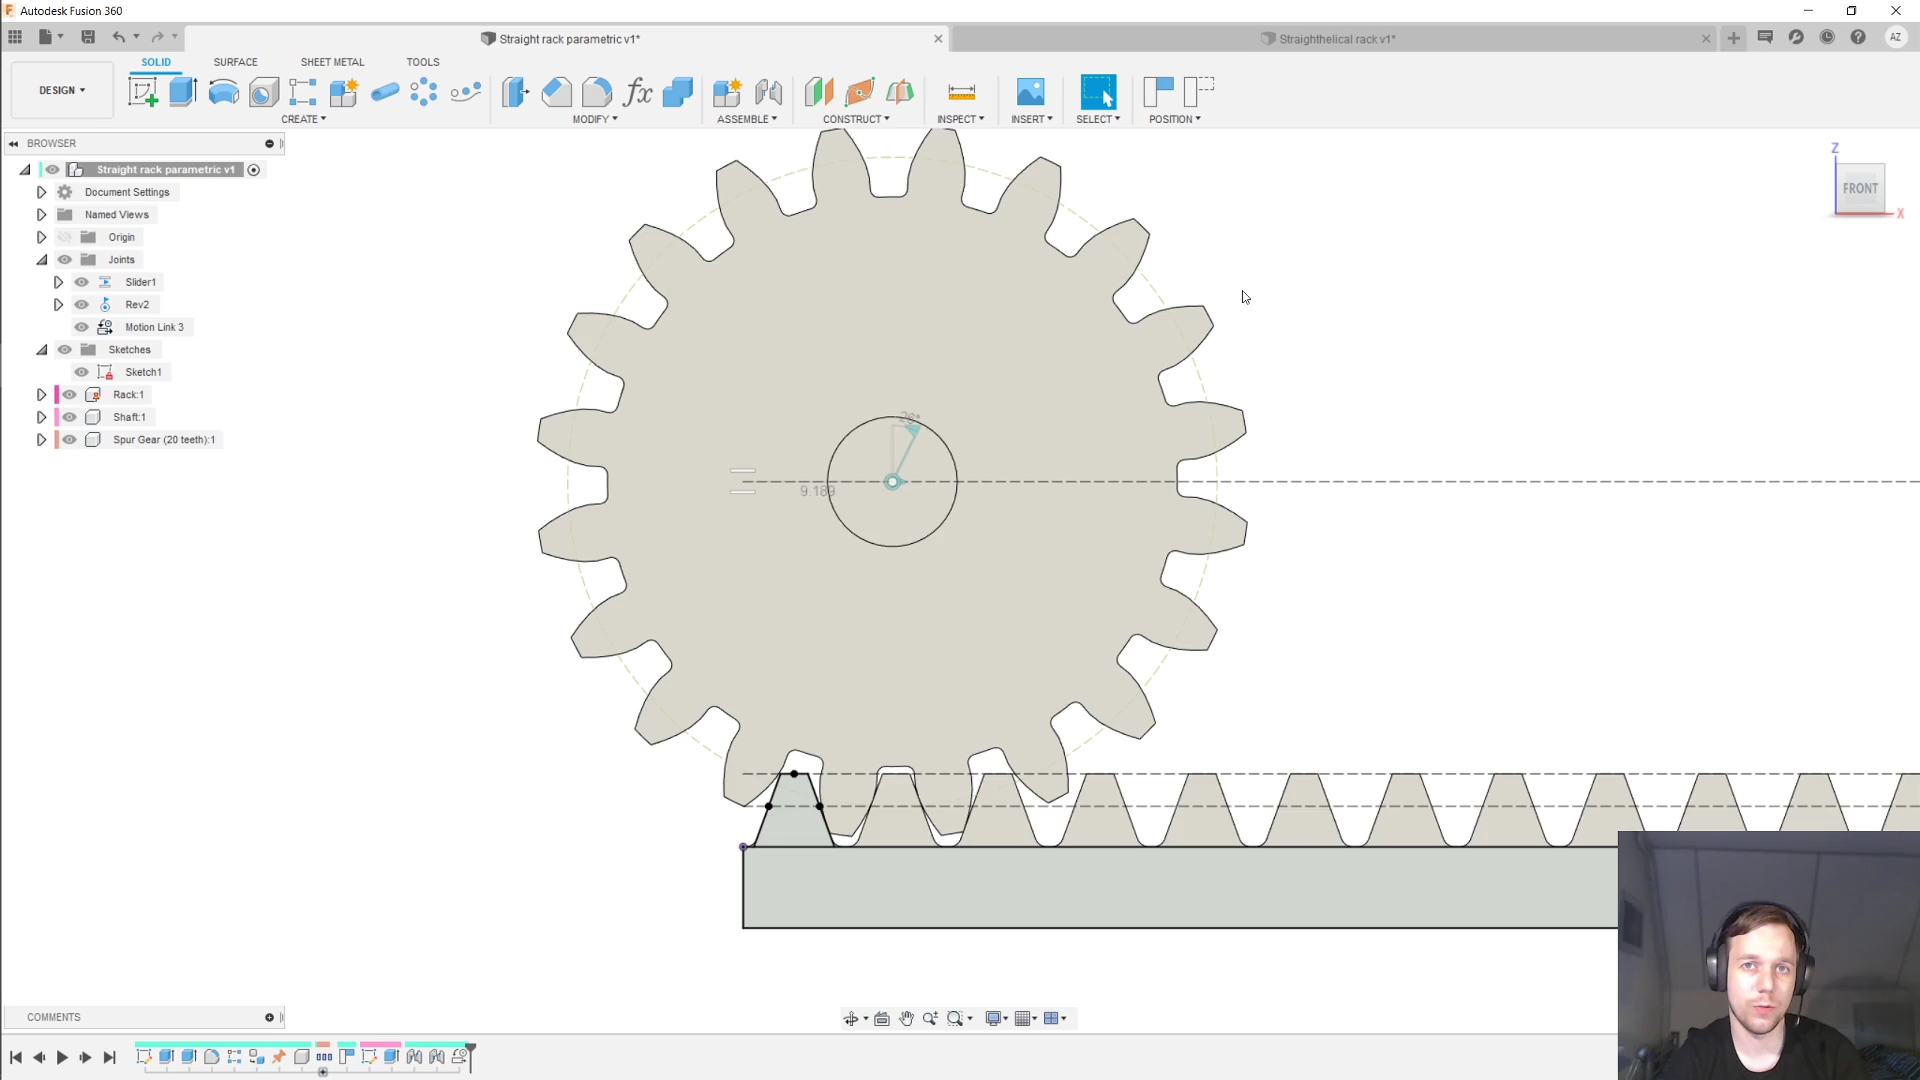 Autodesk Fusion 360
Straight rack parametric v1*
Straighthelical rack v1*
AZ
DESIGN
SOLID
SURFACE
SHEET METAL
TOOLS
CREATE
MODIFY
ASSEMBLE
CONSTRUCT
INSPECT
INSERT
SELECT
POSITION
BROWSER
Straight rack parametric v1
Document Settings
Named Views
Origin
Joints
Slider1
Rev2
Motion Link 3
Sketches
Sketch1
Rack:1
Shaft:1
Spur Gear (20 teeth):1
Z
FRONT
X
9.189
COMMENTS